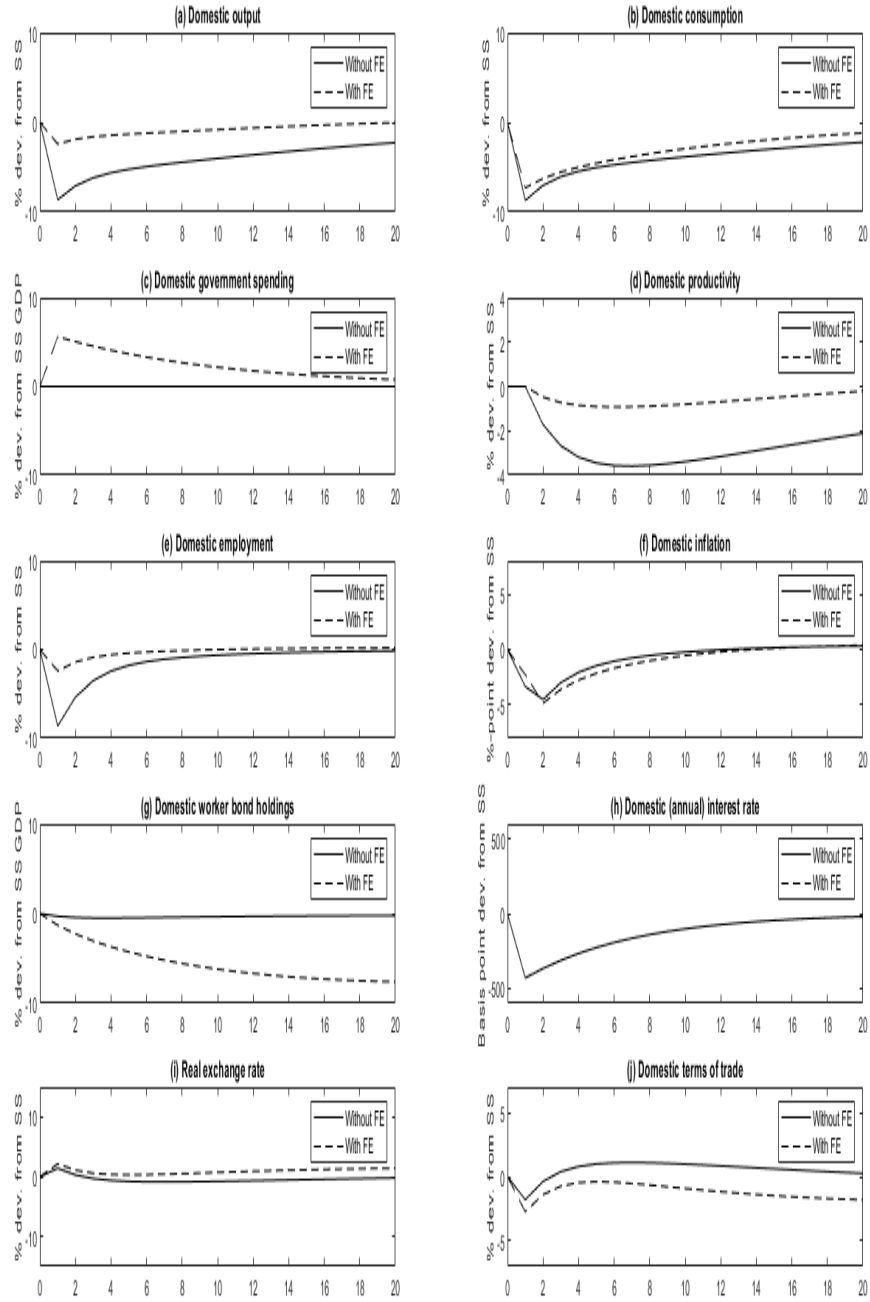 (a) Domestic output
% dev. from SS
10
0
-10
Without FE
With FE
0 2 4 6 8 10 12 14 16 18 20
(b) Domestic consumption
% dev. from SS
10
0
-10
Without FE
With FE
0 2 4 6 8 10 12 14 16 18 20
(c) Domestic government spending
% dev. from SS GDP
10
0
-10
Without FE
With FE
0 2 4 6 8 10 12 14 16 18 20
(d) Domestic productivity
% dev. from SS
4
2
0
-2
-4
Without FE
With FE
0 2 4 6 8 10 12 14 16 18 20
(e) Domestic employment
% dev. from SS
10
0
-10
Without FE
With FE
0 2 4 6 8 10 12 14 16 18 20
(f) Domestic inflation
%-point dev. from SS
5
0
-5
Without FE
With FE
0 2 4 6 8 10 12 14 16 18 20
(g) Domestic worker bond holdings
% dev. from SS GDP
10
0
-10
Without FE
With FE
0 2 4 6 8 10 12 14 16 18 20
(h) Domestic (annual) interest rate
Basis point dev. from SS
500
0
-500
Without FE
With FE
0 2 4 6 8 10 12 14 16 18 20
(i) Real exchange rate
% dev. from SS
10
0
-10
Without FE
With FE
0 2 4 6 8 10 12 14 16 18 20
(j) Domestic terms of trade
% dev. from SS
5
0
-5
Without FE
With FE
0 2 4 6 8 10 12 14 16 18 20